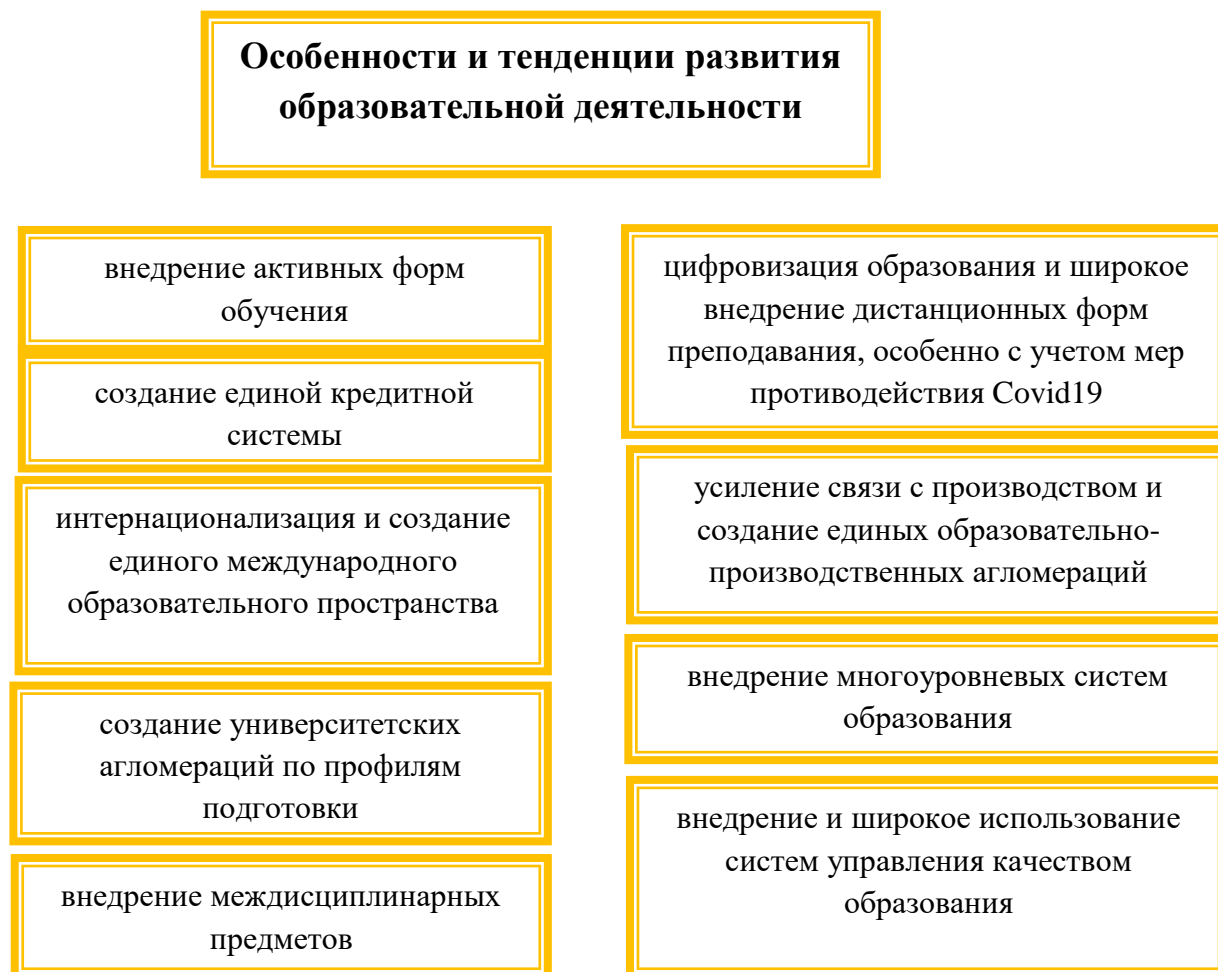 Особенности и тенденции развития
образовательной деятельности
внедрение активных форм
обучения
создание единой кредитной
системы
интернационализация и создание
единого международного
образовательного пространства
создание университетских
агломераций по профилям
подготовки
внедрение междисциплинарных
предметов
цифровизация образования и широкое
внедрение дистанционных форм
преподавания, особенно с учетом мер
противодействия Covid19
усиление связи с производством и
создание единых образовательно-
производственных агломераций
внедрение многоуровневых систем
образования
внедрение и широкое использование
систем управления качеством
образования